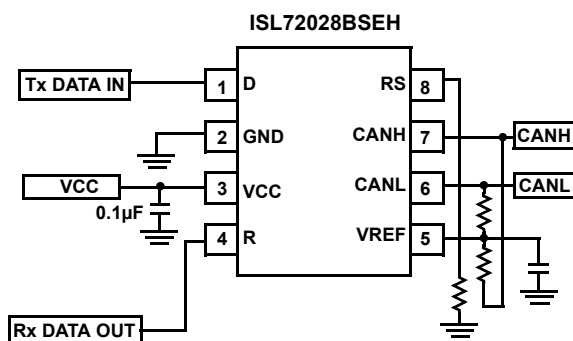 ISL72028BSEH
Tx DATA IN
1 D
RS 8
2 GND
CANH 7
CANH
VCC
3 VCC
CANL 6
CANL
0.1µF
4 R
VREF 5
Rx DATA OUT